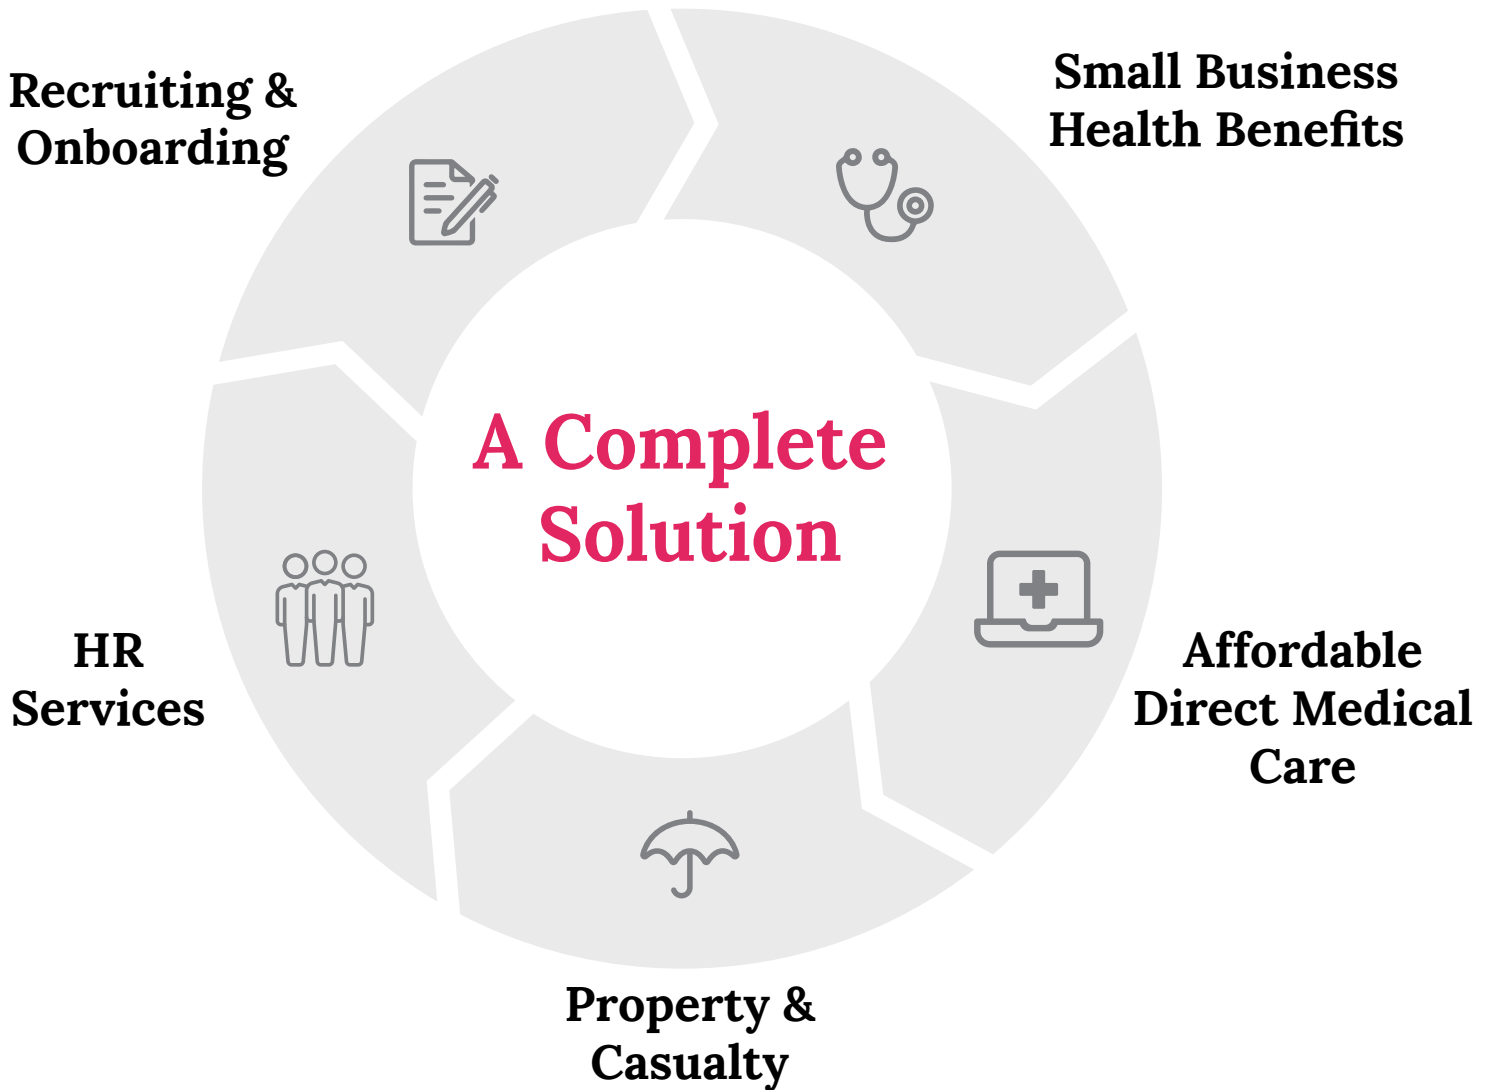 Recruiting &
Onboarding
Small Business
Health Benefits
A Complete
Solution
HR
Services
Affordable
Direct Medical
Care
Property &
Casualty